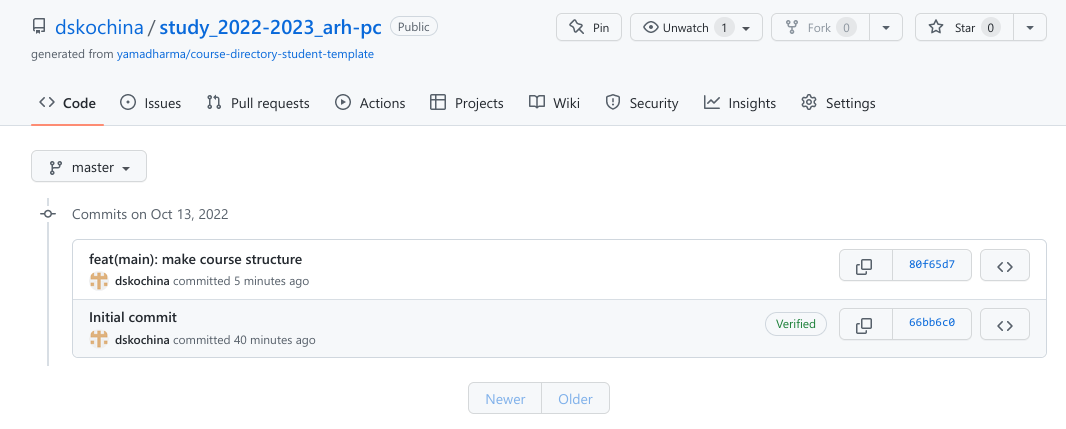 dskochina / study_2022-2023_arh-pc Public Pin Unwatch 1 Fork 0 Star 0
generated from yamadharma/course-directory-student-template
Code Issues Pull requests Actions Projects Wiki Security Insights Settings
master
Commits on Oct 13, 2022
feat(main): make course structure
dskochina committed 5 minutes ago
80f65d7
Initial commit
dskochina committed 40 minutes ago
Verified 66bb6c0
Newer Older